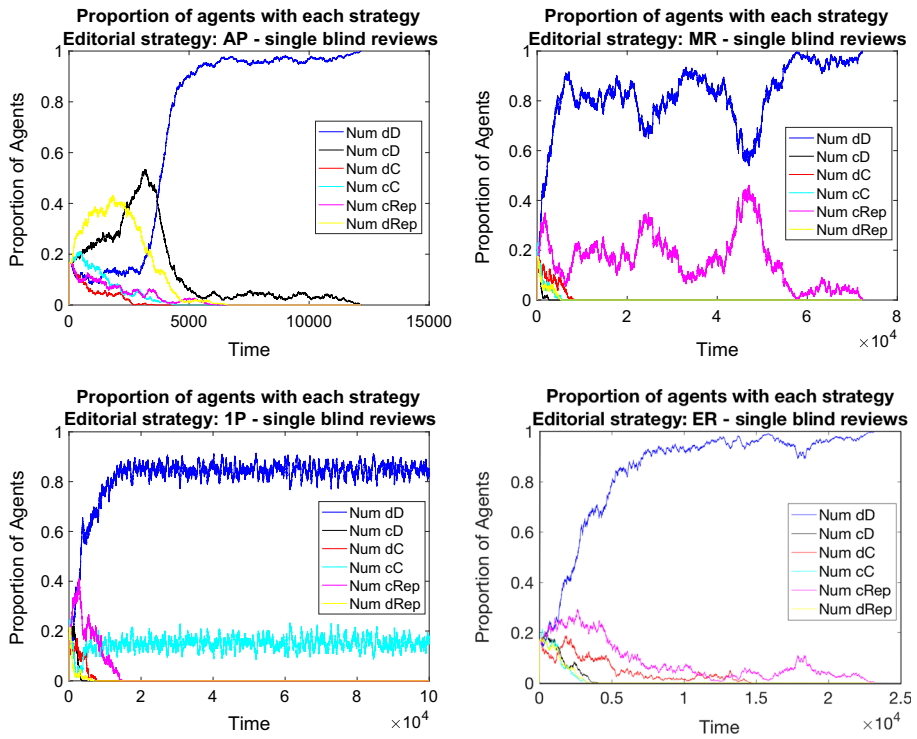 Proportion of agents with each strategy
Editorial strategy: AP - single blind reviews
1
0.8
0.6
0.4
0.2
0
0
5000
10000
15000
Proportion of Agents
Time
Num dD
Num cD
Num dC
Num cC
Num cRep
Num dRep
Proportion of agents with each strategy
Editorial strategy: MR - single blind reviews
1
0.8
0.6
0.4
0.2
0
0
2
4
6
8
×10⁴
Proportion of Agents
Time
Num dD
Num cD
Num dC
Num cC
Num cRep
Num dRep
Proportion of agents with each strategy
Editorial strategy: 1P - single blind reviews
1
0.8
0.6
0.4
0.2
0
0
2
4
6
8
10
×10⁴
Proportion of Agents
Time
Num dD
Num cD
Num dC
Num cC
Num cRep
Num dRep
Proportion of agents with each strategy
Editorial strategy: ER - single blind reviews
1
0.8
0.6
0.4
0.2
0
0
0.5
1
1.5
2
2.5
×10⁴
Proportion of Agents
Time
Num dD
Num cD
Num dC
Num cC
Num cRep
Num dRep